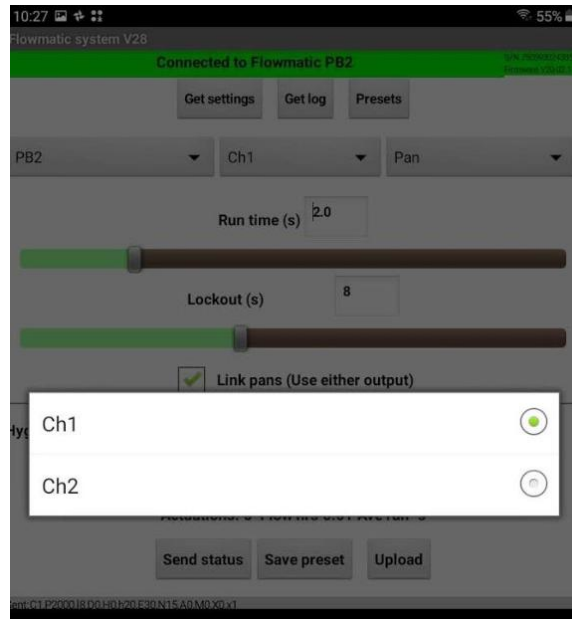 10:27 55%
Flowmatic system V28
Connected to Flowmatic PB2
Get settings Get log Presets
PB2 Ch1 Pan
Run time (s) 2.0
Lockout (s) 8
Link pans (Use either output)
Hyg
Ch1
Ch2
Send status Save preset Upload